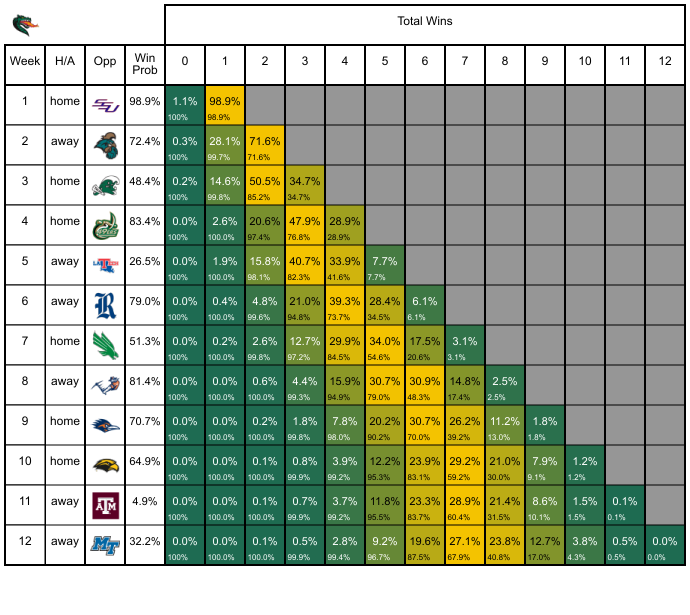 Total Wins
Week H/A Opp Win Prob 0 1 2 3 4 5 6 7 8 9 10 11 12
1 home 98.9% 1.1% 98.9%
100% 98.9%
2 away 72.4% 0.3% 28.1% 71.6%
100% 99.7% 71.6%
3 home 48.4% 0.2% 14.6% 50.5% 34.7%
100% 99.8% 85.2% 34.7%
4 home 83.4% 0.0% 2.6% 20.6% 47.9% 28.9%
100% 100.0% 97.4% 76.8% 28.9%
5 away LA TECH 26.5% 0.0% 1.9% 15.8% 40.7% 33.9% 7.7%
100% 100.0% 98.1% 82.3% 41.6% 7.7%
6 away R 79.0% 0.0% 0.4% 4.8% 21.0% 39.3% 28.4% 6.1%
100% 100.0% 99.6% 94.8% 73.7% 34.5% 6.1%
7 home 51.3% 0.0% 0.2% 2.6% 12.7% 29.9% 34.0% 17.5% 3.1%
100% 100.0% 99.8% 97.2% 84.5% 54.6% 20.6% 3.1%
8 away 81.4% 0.0% 0.0% 0.6% 4.4% 15.9% 30.7% 30.9% 14.8% 2.5%
100% 100.0% 100.0% 99.3% 94.9% 79.0% 48.3% 17.4% 2.5%
9 home 70.7% 0.0% 0.0% 0.2% 1.8% 7.8% 20.2% 30.7% 26.2% 11.2% 1.8%
100% 100.0% 100.0% 99.8% 98.0% 90.2% 70.0% 39.2% 13.0% 1.8%
10 home 64.9% 0.0% 0.0% 0.1% 0.8% 3.9% 12.2% 23.9% 29.2% 21.0% 7.9% 1.2%
100% 100.0% 100.0% 99.9% 99.2% 95.3% 83.1% 59.2% 30.0% 9.1% 1.2%
11 away ATM 4.9% 0.0% 0.0% 0.1% 0.7% 3.7% 11.8% 23.3% 28.9% 21.4% 8.6% 1.5% 0.1%
100% 100.0% 100.0% 99.9% 99.2% 95.5% 83.7% 60.4% 31.5% 10.1% 1.5% 0.1%
12 away MT 32.2% 0.0% 0.0% 0.1% 0.5% 2.8% 9.2% 19.6% 27.1% 23.8% 12.7% 3.8% 0.5% 0.0%
100% 100.0% 100.0% 99.9% 99.4% 96.7% 87.5% 67.9% 40.8% 17.0% 4.3% 0.5% 0.0%